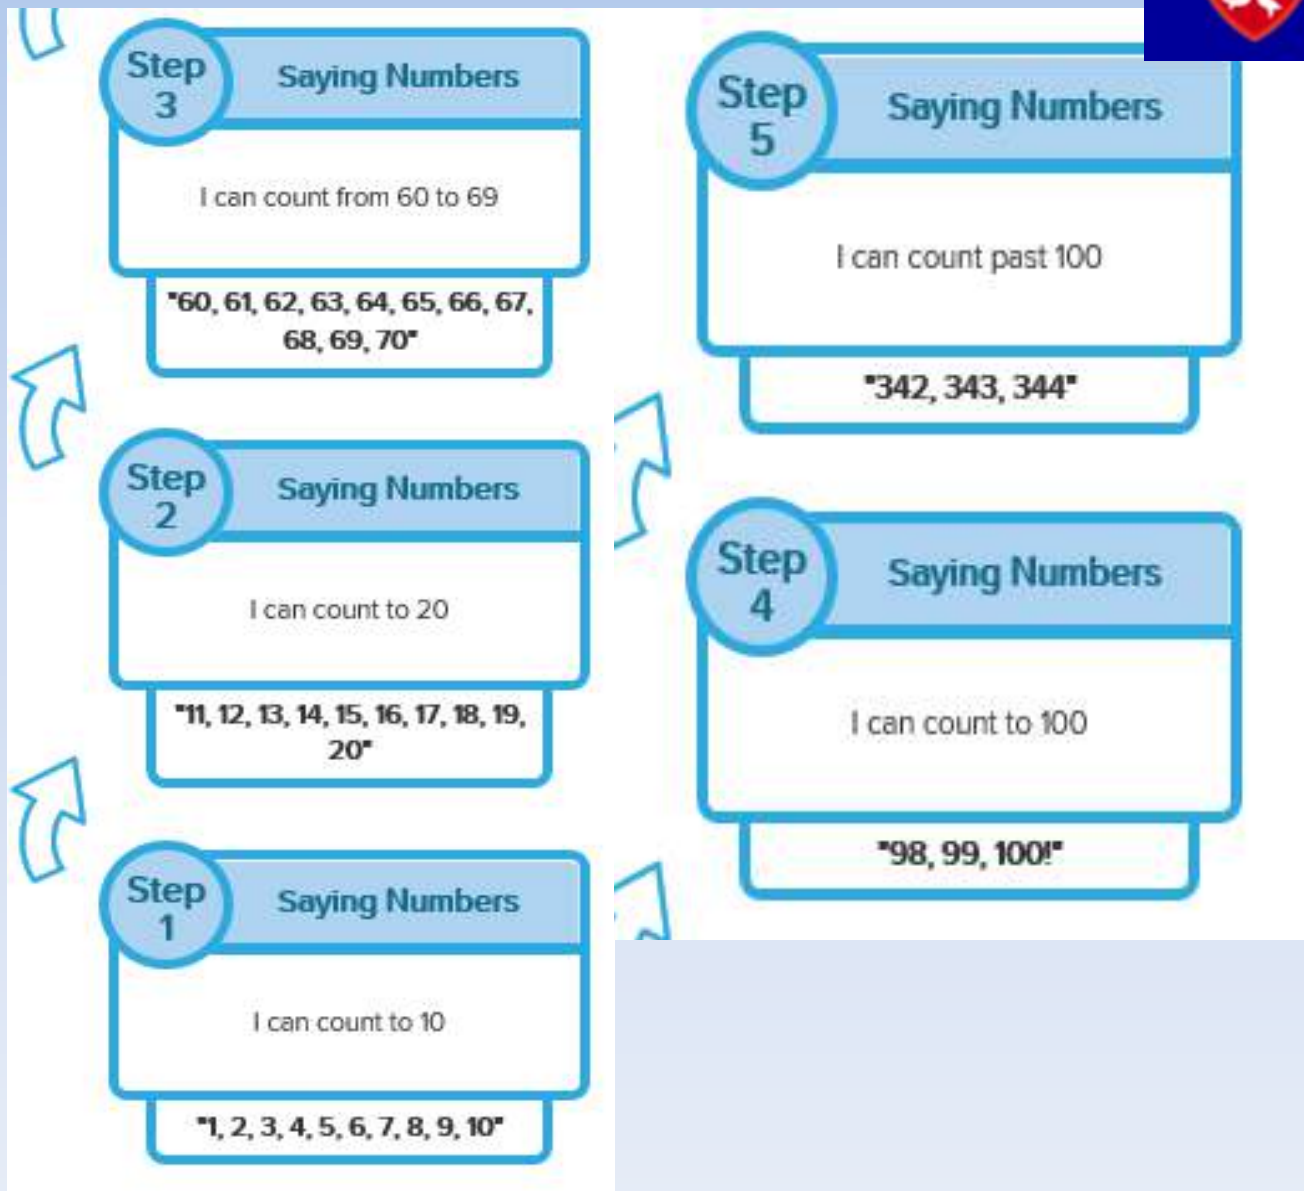 Step
3
Saying Numbers
I can count from 60 to 69
"60, 61, 62, 63, 64, 65, 66, 67,
68, 69, 70"
Step
2
Saying Numbers
I can count to 20
"11, 12, 13, 14, 15, 16, 17, 18, 19,
20"
Step
1
Saying Numbers
I can count to 10
"1, 2, 3, 4, 5, 6, 7, 8, 9, 10"
Step
5
Saying Numbers
I can count past 100
"342, 343, 344"
Step
4
Saying Numbers
I can count to 100
"98, 99, 100!"